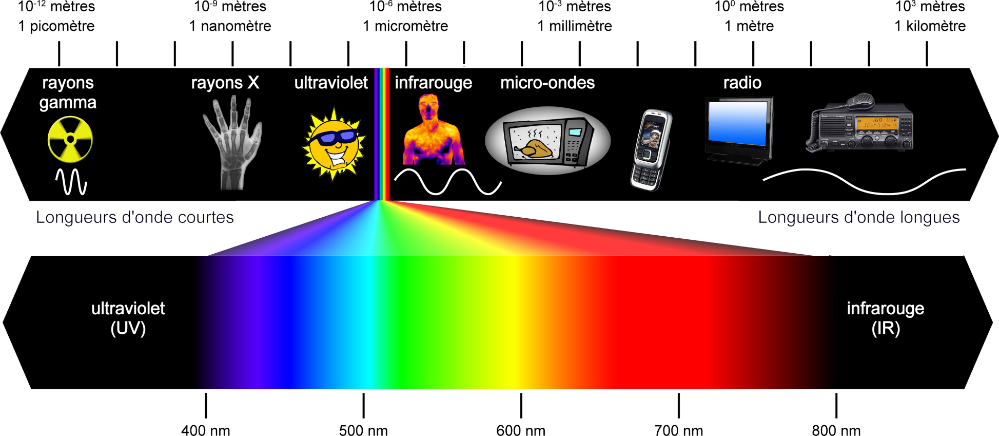 10-12 mètres
1 picomètre
10-9 mètres
1 nanomètre
10-6 mètres
1 micromètre
10-3 mètres
1 millimètre
100 mètres
1 mètre
103 mètres
1 kilomètre
rayons
gamma
rayons X
ultraviolet
infrarouge
micro-ondes
radio
Longueurs d'onde courtes
Longueurs d'onde longues
ultraviolet
(UV)
infrarouge
(IR)
400 nm
500 nm
600 nm
700 nm
800 nm